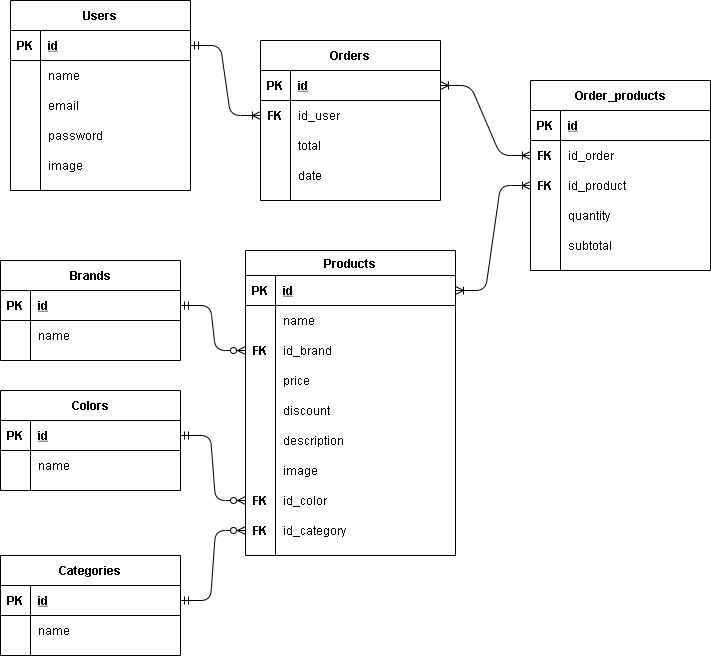 Users
PK id
name
email
password
image
Orders
PK id
FK id_user
total
date
Order_products
PK id
FK id_order
FK id_product
quantity
subtotal
Brands
PK id
name
Colors
PK id
name
Categories
PK id
name
Products
PK id
name
FK id_brand
price
discount
description
image
FK id_color
FK id_category